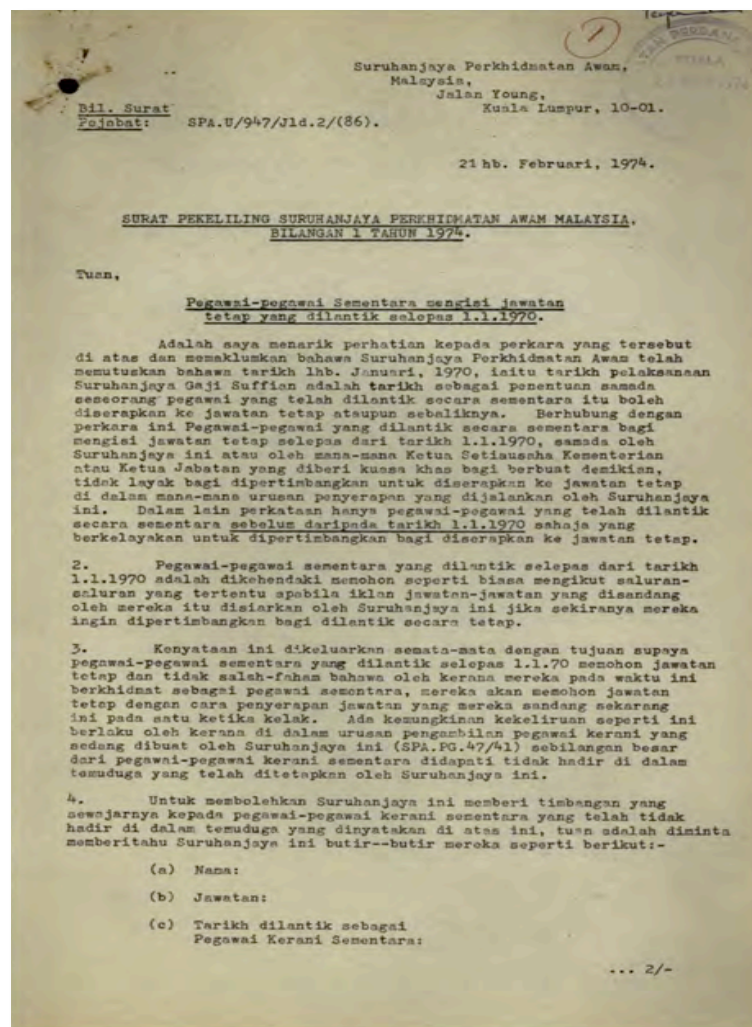 1
Suruhanjaya Perkhidmatan Awam,
Malaysia,
Jalan Young,
Kuala Lumpur, 10-01.
Bil. Surat
Pejabat: SPA.U/947/Jld.2/(86).
21hb. Februari, 1974.
SURAT PEKELILING SURUHANJAYA PERKHIDMATAN AWAM MALAYSIA,
BILANGAN 1 TAHUN 1974.
Tuan,
Pegawai-pegawai Sementara mengisi jawatan
tetap yang dilantik selepas 1.1.1970.
Adalah saya menarik perhatian kepada perkara yang tersebut
di atas dan memaklumkan bahawa Suruhanjaya Perkhidmatan Awam telah
memutuskan bahawa tarikh 1hb. Januari, 1970, iaitu tarikh pelaksanaan
Suruhanjaya Gaji Suffian adalah tarikh sebagai penentuan samada
seseorang pegawai yang telah dilantik secara sementara itu boleh
diserapkan ke jawatan tetap ataupun sebaliknya. Berhubung dengan
perkara ini Pegawai-pegawai yang dilantik secara sementara bagi
mengisi jawatan tetap selepas dari tarikh 1.1.1970, samada oleh
Suruhanjaya ini atau oleh mana-mana Ketua Setiausaha Kementerian
atau Ketua Jabatan yang diberi kuasa khas bagi berbuat demikian,
tidak layak bagi dipertimbangkan untuk diserapkan ke jawatan tetap
di dalam mana-mana urusan penyerapan yang dijalankan oleh Suruhanjaya
ini. Dalam lain perkataan hanya pegawai-pegawai yang telah dilantik
secara sementara sebelum daripada tarikh 1.1.1970 sahaja yang
berkelayakan untuk dipertimbangkan bagi diserapkan ke jawatan tetap.
2. Pegawai-pegawai sementara yang dilantik selepas dari tarikh
1.1.1970 adalah dikehendaki memohon seperti biasa mengikut saluran-
saluran yang tertentu apabila iklan jawatan-jawatan yang disandang
oleh mereka itu disiarkan oleh Suruhanjaya ini jika sekiranya mereka
ingin dipertimbangkan bagi dilantik secara tetap.
3. Kenyataan ini dikeluarkan semata-mata dengan tujuan supaya
pegawai-pegawai sementara yang dilantik selepas 1.1.70 memohon jawatan
tetap dan tidak salah-faham bahawa oleh kerana mereka pada waktu ini
berkhidmat sebagai pegawai sementara, mereka akan memohon jawatan
tetap dengan cara penyerapan jawatan yang mereka sandang sekarang
ini pada satu ketika kelak. Ada kemungkinan kekeliruan seperti ini
berlaku oleh kerana di dalam urusan pengambilan pegawai kerani yang
sedang dibuat oleh Suruhanjaya ini (SPA.PG.47/41) sebilangan besar
dari pegawai-pegawai kerani sementara didapati tidak hadir di dalam
temuduga yang telah ditetapkan oleh Suruhanjaya ini.
4. Untuk membolehkan Suruhanjaya ini memberi timbangan yang
sewajarnya kepada pegawai-pegawai kerani sementara yang telah tidak
hadir di dalam temuduga yang dinyatakan di atas ini, tuan adalah diminta
memberitahu Suruhanjaya ini butir--butir mereka seperti berikut:-
(a) Nama:
(b) Jawatan:
(c) Tarikh dilantik sebagai
Pegawai Kerani Sementara:
... 2/-